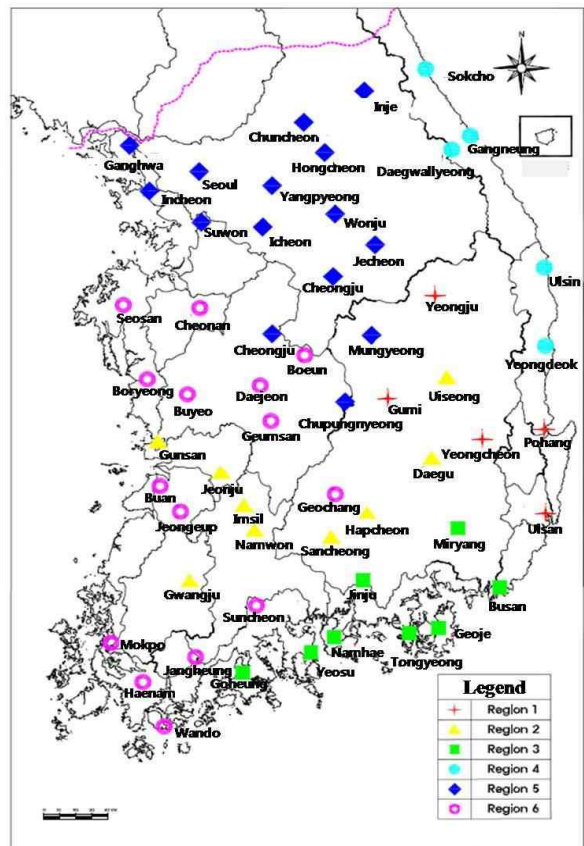 N
Sokcho
Inje
Chuncheon
Gangneung
Hongcheon
Daegwallyeong
Ganghwa
Seoul
Incheon
Yangpyeong
Wonju
Suwon
Icheon
Jecheon
Cheongju
Ulsin
Yeongju
Seosan
Cheonan
Cheongju
Mungyeong
Yeongdeok
Boeun
Boryeong
Daejeon
Uiseong
Buyeo
Gumi
Chupungnyeong
Geumsan
Pohang
Gunsan
Yeongcheon
Daegu
Jeonju
Buan
Geochang
Imsil
Jeongeup
Hapcheon
Ulsan
Namwon
Sancheong
Miryang
Gwangju
Jinju
Busan
Suncheon
Mokpo
Namhae
Geoje
Jangheung
Tongyeong
Goheung
Yeosu
Haenam
Wando
Legend
Region 1
Region 2
Region 3
Region 4
Region 5
Region 6